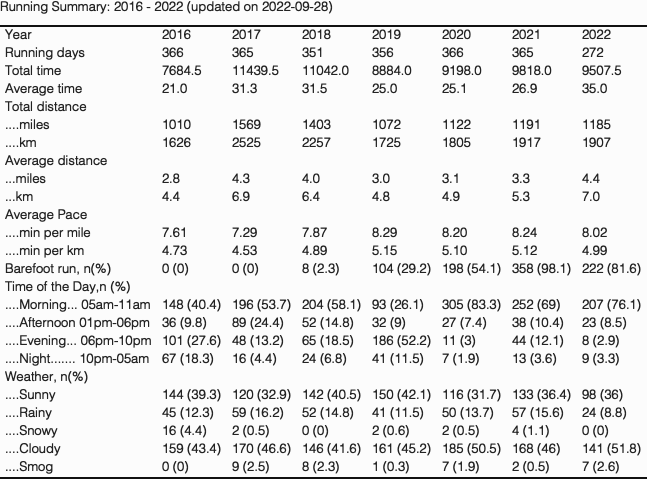 Running Summary: 2016 - 2022 (updated on 2022-09-28)
Year 2016 2017 2018 2019 2020 2021 2022
Running days 366 365 351 356 366 365 272
Total time 7684.5 11439.5 11042.0 8884.0 9198.0 9818.0 9507.5
Average time 21.0 31.3 31.5 25.0 25.1 26.9 35.0
Total distance
....miles 1010 1569 1403 1072 1122 1191 1185
....km 1626 2525 2257 1725 1805 1917 1907
Average distance
...miles 2.8 4.3 4.0 3.0 3.1 3.3 4.4
...km 4.4 6.9 6.4 4.8 4.9 5.3 7.0
Average Pace
....min per mile 7.61 7.29 7.87 8.29 8.20 8.24 8.02
....min per km 4.73 4.53 4.89 5.15 5.10 5.12 4.99
Barefoot run, n(%) 0 (0) 0 (0) 8 (2.3) 104 (29.2) 198 (54.1) 358 (98.1) 222 (81.6)
Time of the Day,n (%)
....Morning... 05am-11am 148 (40.4) 196 (53.7) 204 (58.1) 93 (26.1) 305 (83.3) 252 (69) 207 (76.1)
....Afternoon 01pm-06pm 36 (9.8) 89 (24.4) 52 (14.8) 32 (9) 27 (7.4) 38 (10.4) 23 (8.5)
....Evening... 06pm-10pm 101 (27.6) 48 (13.2) 65 (18.5) 186 (52.2) 11 (3) 44 (12.1) 8 (2.9)
....Night....... 10pm-05am 67 (18.3) 16 (4.4) 24 (6.8) 41 (11.5) 7 (1.9) 13 (3.6) 9 (3.3)
Weather, n(%)
....Sunny 144 (39.3) 120 (32.9) 142 (40.5) 150 (42.1) 116 (31.7) 133 (36.4) 98 (36)
....Rainy 45 (12.3) 59 (16.2) 52 (14.8) 41 (11.5) 50 (13.7) 57 (15.6) 24 (8.8)
....Snowy 16 (4.4) 2 (0.5) 0 (0) 2 (0.6) 2 (0.5) 4 (1.1) 0 (0)
....Cloudy 159 (43.4) 170 (46.6) 146 (41.6) 161 (45.2) 185 (50.5) 168 (46) 141 (51.8)
....Smog 0 (0) 9 (2.5) 8 (2.3) 1 (0.3) 7 (1.9) 2 (0.5) 7 (2.6)